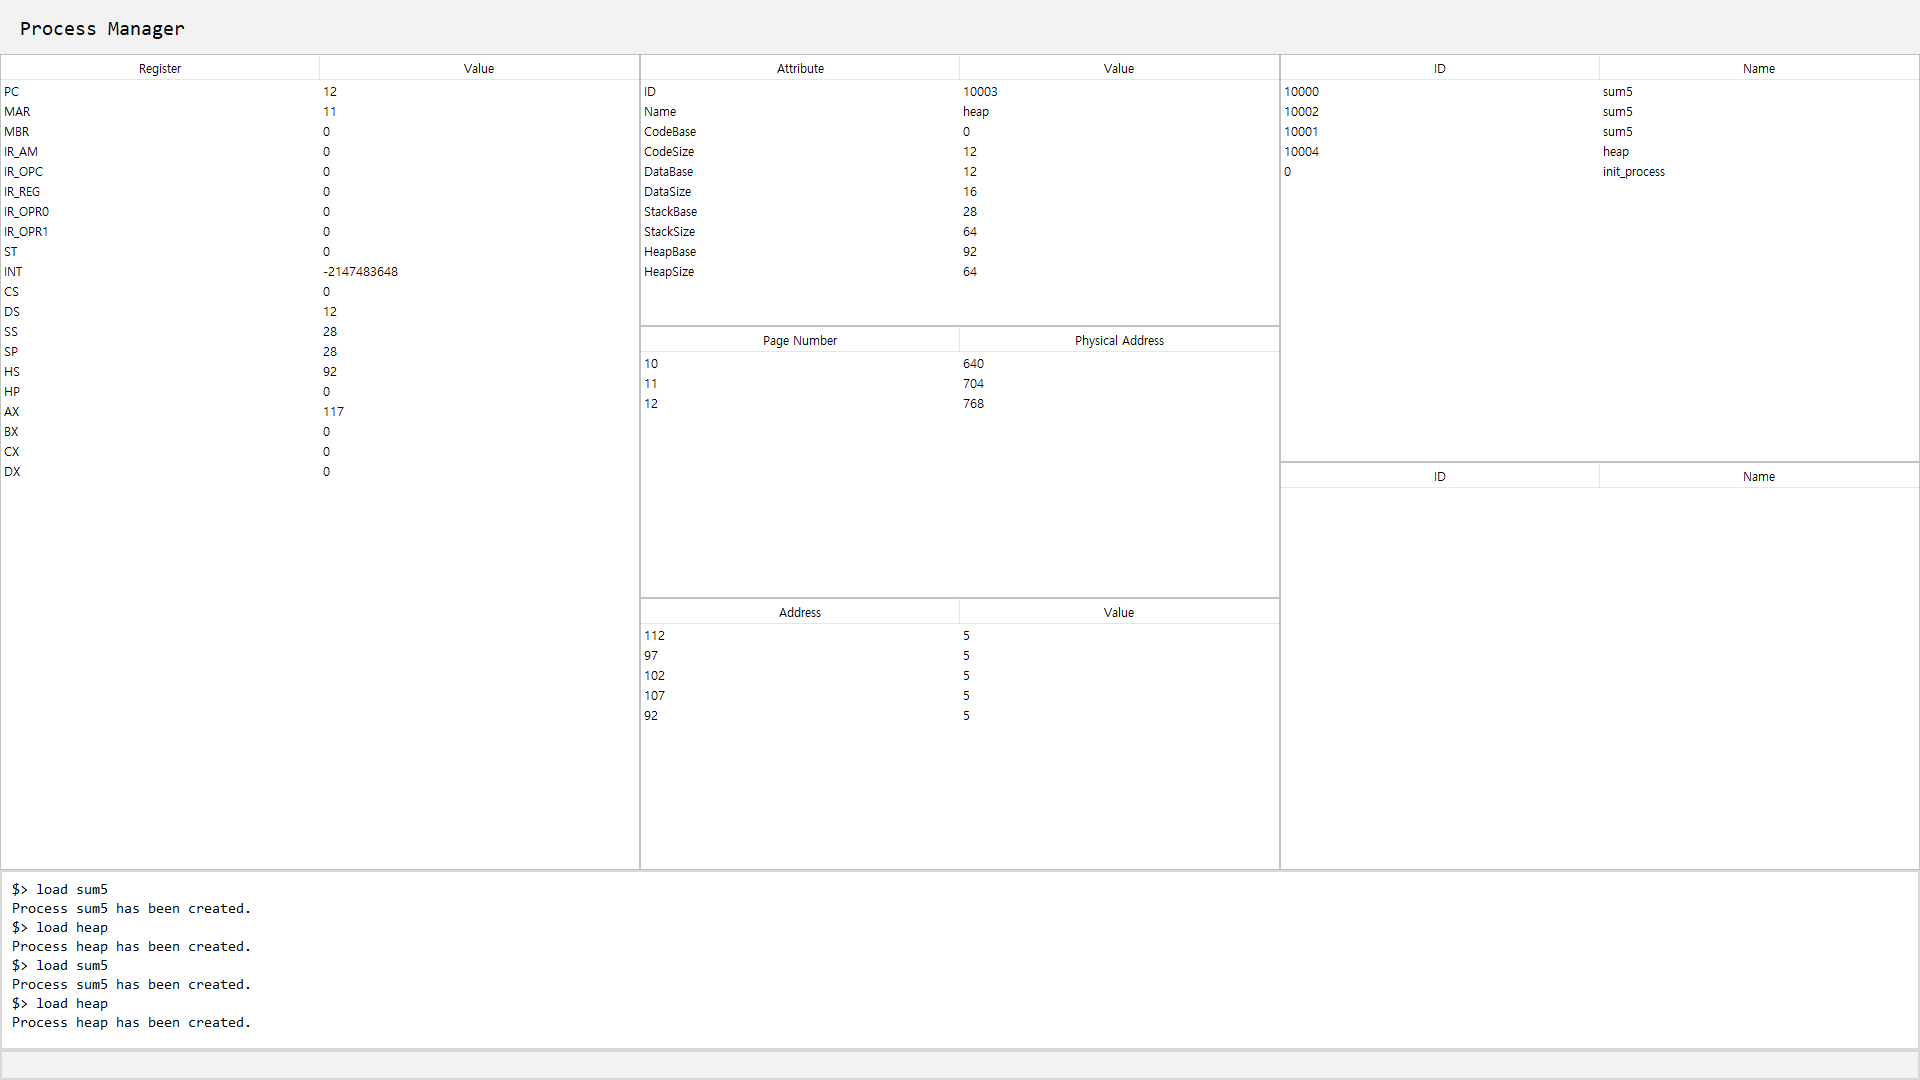 Process Manager
Register Value
PC 12
MAR 11
MBR 0
IR_AM 0
IR_OPC 0
IR_REG 0
IR_OPR0 0
IR_OPR1 0
ST 0
INT -2147483648
CS 0
DS 12
SS 28
SP 28
HS 92
HP 0
AX 117
BX 0
CX 0
DX 0
Attribute Value
ID 10003
Name heap
CodeBase 0
CodeSize 12
DataBase 12
DataSize 16
StackBase 28
StackSize 64
HeapBase 92
HeapSize 64
Page Number Physical Address
10 640
11 704
12 768
Address Value
112 5
97 5
102 5
107 5
92 5
ID Name
10000 sum5
10002 sum5
10001 sum5
10004 heap
0 init_process
ID Name
$> load sum5
Process sum5 has been created.
$> load heap
Process heap has been created.
$> load sum5
Process sum5 has been created.
$> load heap
Process heap has been created.